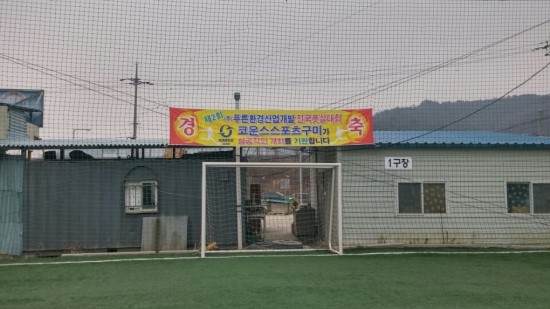 경 축
제2회 (주)푸른환경산업개발 전국풋살대회
코운스스포츠구미가
성공적인 개최를 기원합니다
1구장